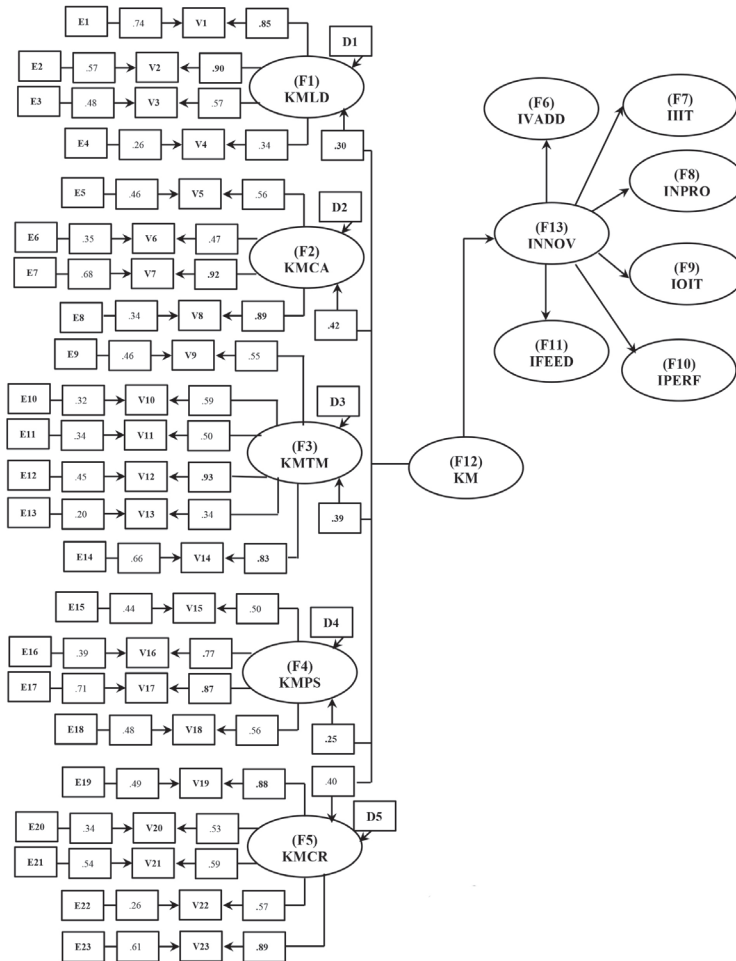 E1 .74 V1 .85
D1
E2 .57 V2 .90
(F1)
KMLD
E3 .48 V3 .57
E4 .26 V4 .34
.30
E5 .46 V5 .56
D2
E6 .35 V6 .47
(F2)
KMCA
E7 .68 V7 .92
E8 .34 V8 .89
.42
E9 .46 V9 .55
E10 .32 V10 .59
D3
E11 .34 V11 .50
(F3)
KMTM
E12 .45 V12 .93
E13 .20 V13 .34
.39
E14 .66 V14 .83
E15 .44 V15 .50
D4
E16 .39 V16 .77
(F4)
KMPS
E17 .71 V17 .87
E18 .48 V18 .56
.25
E19 .49 V19 .88
.40
D5
E20 .34 V20 .53
(F5)
KMCR
E21 .54 V21 .59
E22 .26 V22 .57
E23 .61 V23 .89
(F12)
KM
(F13)
INNOV
(F6)
IVADD
(F7)
IIIT
(F8)
INPRO
(F9)
IOIT
(F10)
IPERF
(F11)
IFEED